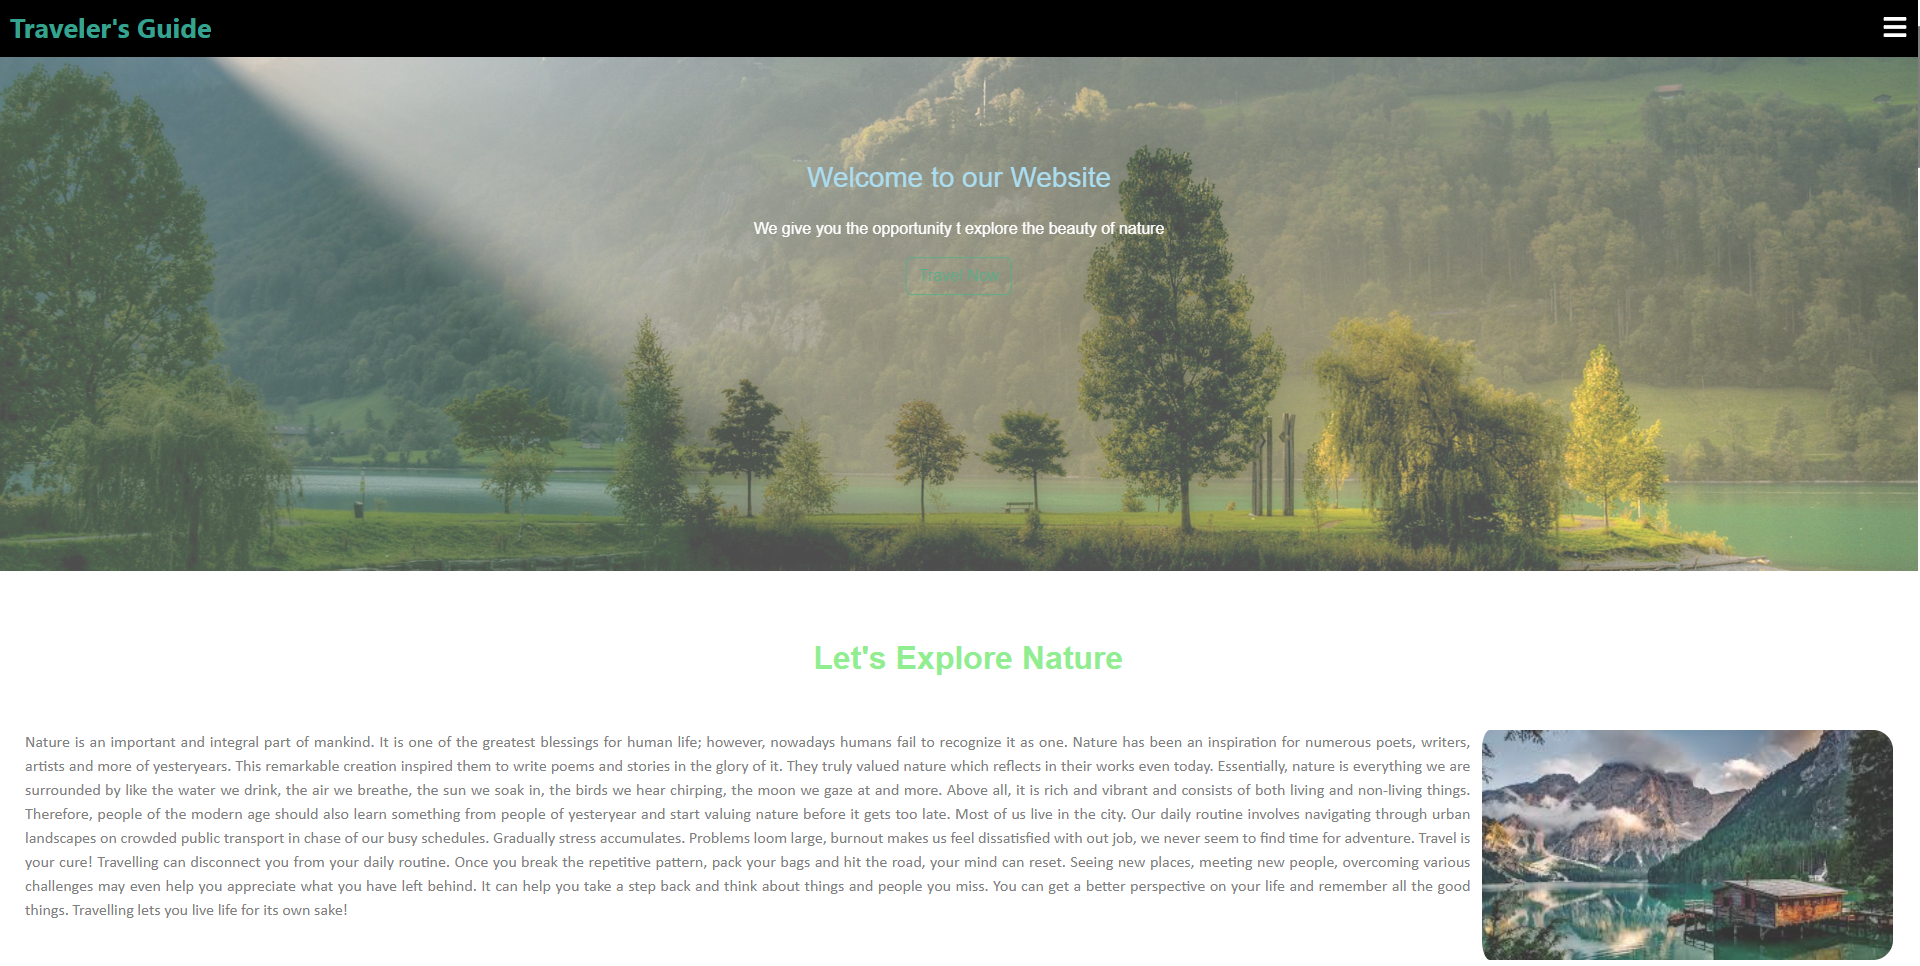 Traveler's Guide
Welcome to our Website
We give you the opportunity t explore the beauty of nature
Travel Now
Let's Explore Nature
Nature is an important and integral part of mankind. It is one of the greatest blessings for human life; however, nowadays humans fail to recognize it as one. Nature has been an inspiration for numerous poets, writers,
artists and more of yesteryears. This remarkable creation inspired them to write poems and stories in the glory of it. They truly valued nature which reflects in their works even today. Essentially, nature is everything we are
surrounded by like the water we drink, the air we breathe, the sun we soak in, the birds we hear chirping, the moon we gaze at and more. Above all, it is rich and vibrant and consists of both living and non-living things.
Therefore, people of the modern age should also learn something from people of yesteryear and start valuing nature before it gets too late. Most of us live in the city. Our daily routine involves navigating through urban
landscapes on crowded public transport in chase of our busy schedules. Gradually stress accumulates. Problems loom large, burnout makes us feel dissatisfied with out job, we never seem to find time for adventure. Travel is
your cure! Travelling can disconnect you from your daily routine. Once you break the repetitive pattern, pack your bags and hit the road, your mind can reset. Seeing new places, meeting new people, overcoming various
challenges may even help you appreciate what you have left behind. It can help you take a step back and think about things and people you miss. You can get a better perspective on your life and remember all the good
things. Travelling lets you live life for its own sake!